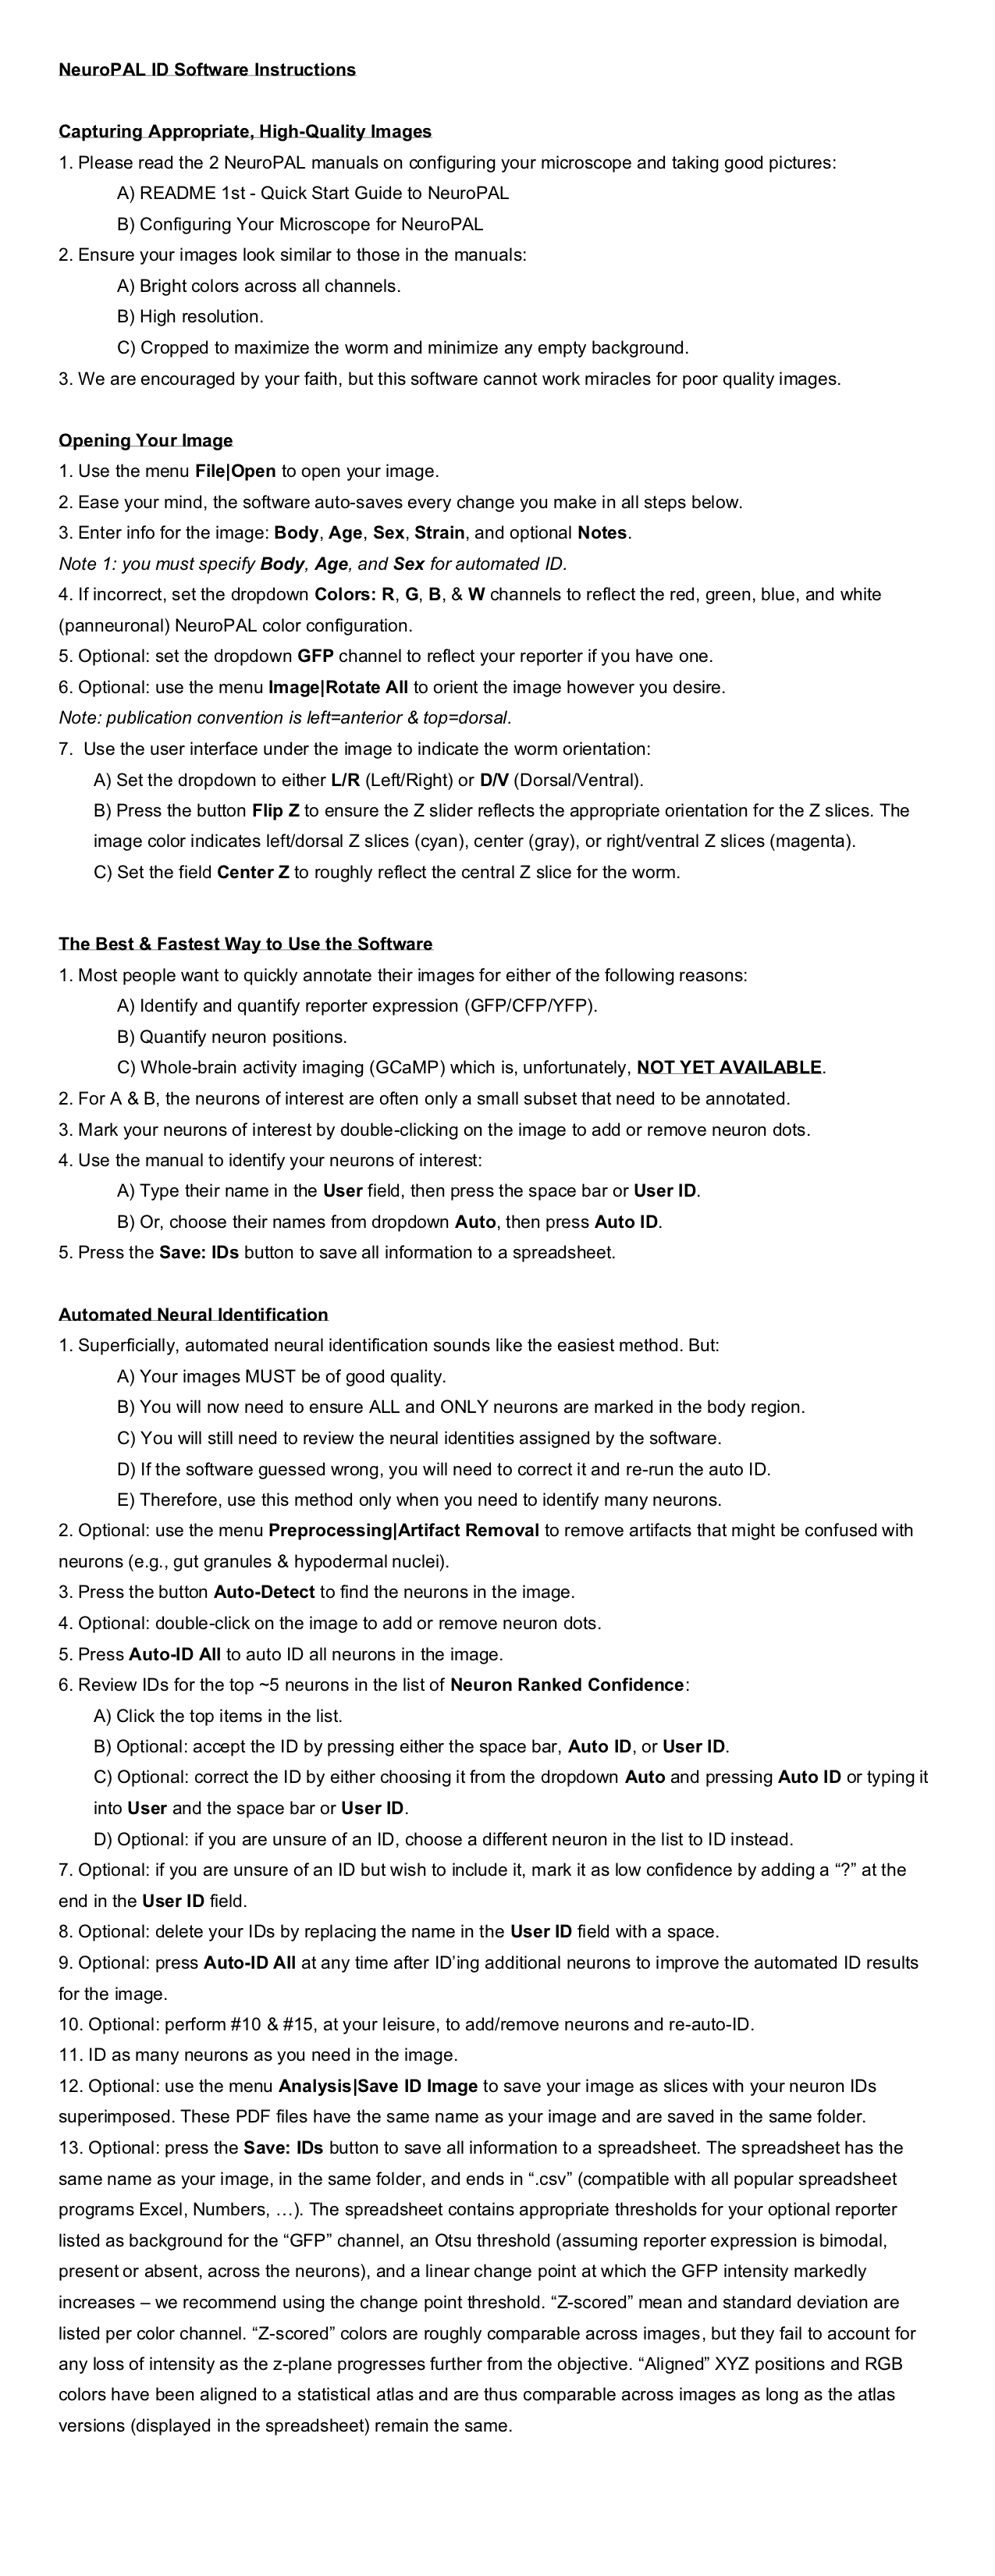 NeuroPAL ID Software Instructions
Capturing Appropriate, High-Quality Images
1. Please read the 2 NeuroPAL manuals on configuring your microscope and taking good pictures:
A) README 1st - Quick Start Guide to NeuroPAL
B) Configuring Your Microscope for NeuroPAL
2. Ensure your images look similar to those in the manuals:
A) Bright colors across all channels.
B) High resolution.
C) Cropped to maximize the worm and minimize any empty background.
3. We are encouraged by your faith, but this software cannot work miracles for poor quality images.
Opening Your Image
1. Use the menu File|Open to open your image.
2. Ease your mind, the software auto-saves every change you make in all steps below.
3. Enter info for the image: Body, Age, Sex, Strain, and optional Notes.
Note 1: you must specify Body, Age, and Sex for automated ID.
4. If incorrect, set the dropdown Colors: R, G, B, & W channels to reflect the red, green, blue, and white
(panneuronal) NeuroPAL color configuration.
5. Optional: set the dropdown GFP channel to reflect your reporter if you have one.
6. Optional: use the menu Image|Rotate All to orient the image however you desire.
Note: publication convention is left=anterior & top=dorsal.
7.  Use the user interface under the image to indicate the worm orientation:
A) Set the dropdown to either L/R (Left/Right) or D/V (Dorsal/Ventral).
B) Press the button Flip Z to ensure the Z slider reflects the appropriate orientation for the Z slices. The
image color indicates left/dorsal Z slices (cyan), center (gray), or right/ventral Z slices (magenta).
C) Set the field Center Z to roughly reflect the central Z slice for the worm.
The Best & Fastest Way to Use the Software
1. Most people want to quickly annotate their images for either of the following reasons:
A) Identify and quantify reporter expression (GFP/CFP/YFP).
B) Quantify neuron positions.
C) Whole-brain activity imaging (GCaMP) which is, unfortunately, NOT YET AVAILABLE.
2. For A & B, the neurons of interest are often only a small subset that need to be annotated.
3. Mark your neurons of interest by double-clicking on the image to add or remove neuron dots.
4. Use the manual to identify your neurons of interest:
A) Type their name in the User field, then press the space bar or User ID.
B) Or, choose their names from dropdown Auto, then press Auto ID.
5. Press the Save: IDs button to save all information to a spreadsheet.
Automated Neural Identification
1. Superficially, automated neural identification sounds like the easiest method. But:
A) Your images MUST be of good quality.
B) You will now need to ensure ALL and ONLY neurons are marked in the body region.
C) You will still need to review the neural identities assigned by the software.
D) If the software guessed wrong, you will need to correct it and re-run the auto ID.
E) Therefore, use this method only when you need to identify many neurons.
2. Optional: use the menu Preprocessing|Artifact Removal to remove artifacts that might be confused with
neurons (e.g., gut granules & hypodermal nuclei).
3. Press the button Auto-Detect to find the neurons in the image.
4. Optional: double-click on the image to add or remove neuron dots.
5. Press Auto-ID All to auto ID all neurons in the image.
6. Review IDs for the top ~5 neurons in the list of Neuron Ranked Confidence:
A) Click the top items in the list.
B) Optional: accept the ID by pressing either the space bar, Auto ID, or User ID.
C) Optional: correct the ID by either choosing it from the dropdown Auto and pressing Auto ID or typing it
into User and the space bar or User ID.
D) Optional: if you are unsure of an ID, choose a different neuron in the list to ID instead.
7. Optional: if you are unsure of an ID but wish to include it, mark it as low confidence by adding a “?” at the
end in the User ID field.
8. Optional: delete your IDs by replacing the name in the User ID field with a space.
9. Optional: press Auto-ID All at any time after ID’ing additional neurons to improve the automated ID results
for the image.
10. Optional: perform #10 & #15, at your leisure, to add/remove neurons and re-auto-ID.
11. ID as many neurons as you need in the image.
12. Optional: use the menu Analysis|Save ID Image to save your image as slices with your neuron IDs
superimposed. These PDF files have the same name as your image and are saved in the same folder.
13. Optional: press the Save: IDs button to save all information to a spreadsheet. The spreadsheet has the
same name as your image, in the same folder, and ends in “.csv” (compatible with all popular spreadsheet
programs Excel, Numbers, …). The spreadsheet contains appropriate thresholds for your optional reporter
listed as background for the “GFP” channel, an Otsu threshold (assuming reporter expression is bimodal,
present or absent, across the neurons), and a linear change point at which the GFP intensity markedly
increases – we recommend using the change point threshold. “Z-scored” mean and standard deviation are
listed per color channel. “Z-scored” colors are roughly comparable across images, but they fail to account for
any loss of intensity as the z-plane progresses further from the objective. “Aligned” XYZ positions and RGB
colors have been aligned to a statistical atlas and are thus comparable across images as long as the atlas
versions (displayed in the spreadsheet) remain the same.